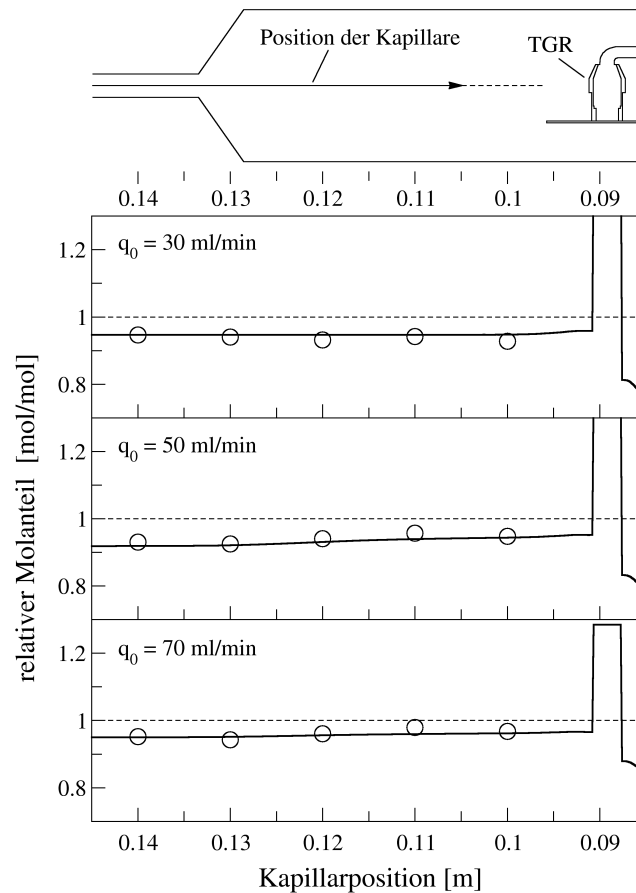 Position der Kapillare
TGR
0.14 0.13 0.12 0.11 0.1 0.09
1.2
q₀ = 30 ml/min
1
0.8
1.2
q₀ = 50 ml/min
1
0.8
1.2
q₀ = 70 ml/min
1
0.8
relativer Molanteil [mol/mol]
0.14 0.13 0.12 0.11 0.1 0.09
Kapillarposition [m]